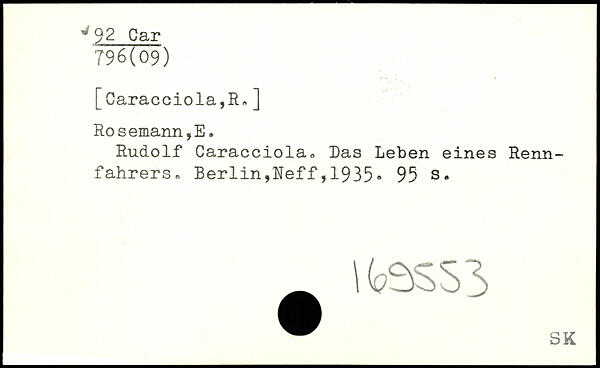 92 Car
796(09)
[Caracciola,R.]
Rosemann,E.
Rudolf Caracciola. Das Leben eines Renn-
fahrers. Berlin,Neff,1935. 95 s.
169553
SK